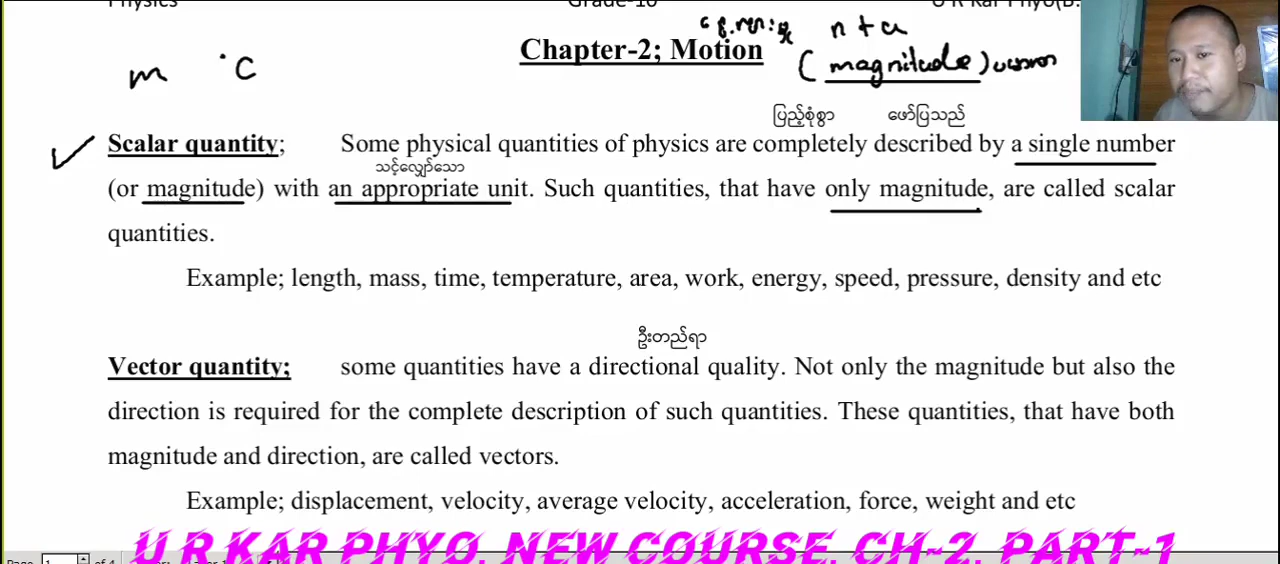 Physics Grade-10 U R Kar Phyo(B.
n + u
Chapter-2; Motion
m °C (magnitude)
ပြည့်စုံစွာ ဖော်ပြသည်
Scalar quantity; Some physical quantities of physics are completely described by a single number
သင့်လျှော်သော
(or magnitude) with an appropriate unit. Such quantities, that have only magnitude, are called scalar
quantities.
Example; length, mass, time, temperature, area, work, energy, speed, pressure, density and etc
ဦးတည်ရာ
Vector quantity; some quantities have a directional quality. Not only the magnitude but also the
direction is required for the complete description of such quantities. These quantities, that have both
magnitude and direction, are called vectors.
Example; displacement, velocity, average velocity, acceleration, force, weight and etc
U R KAR PHYO, NEW COURSE, CH-2, PART-1